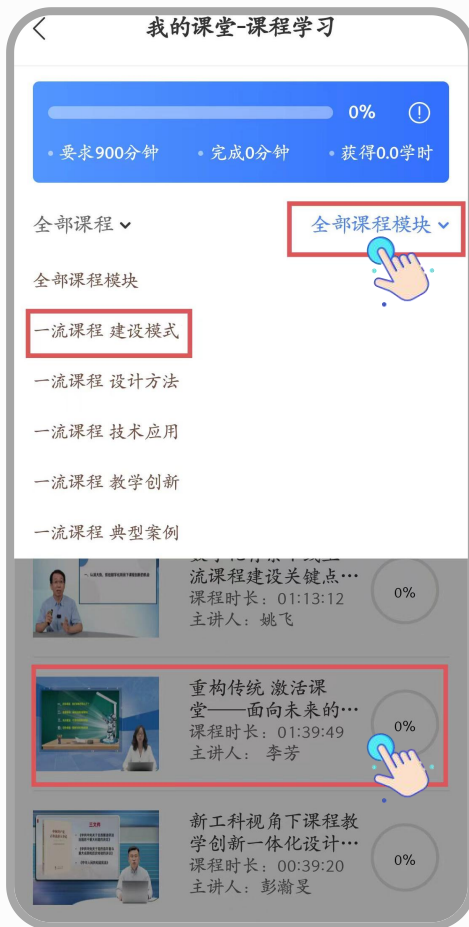 我的课堂-课程学习
0%
要求900分钟 完成0分钟 获得0.0学时
全部课程 全部课程模块
全部课程模块
一流课程 建设模式
一流课程 设计方法
一流课程 技术应用
一流课程 教学创新
一流课程 典型案例
流课程建设关键点…
课程时长：01:13:12
主讲人：姚飞
0%
重构传统 激活课
堂——面向未来的…
课程时长：01:39:49
主讲人： 李芳
0%
新工科视角下课程教
学创新一体化设计…
课程时长：00:39:20
主讲人：彭瀚旻
0%